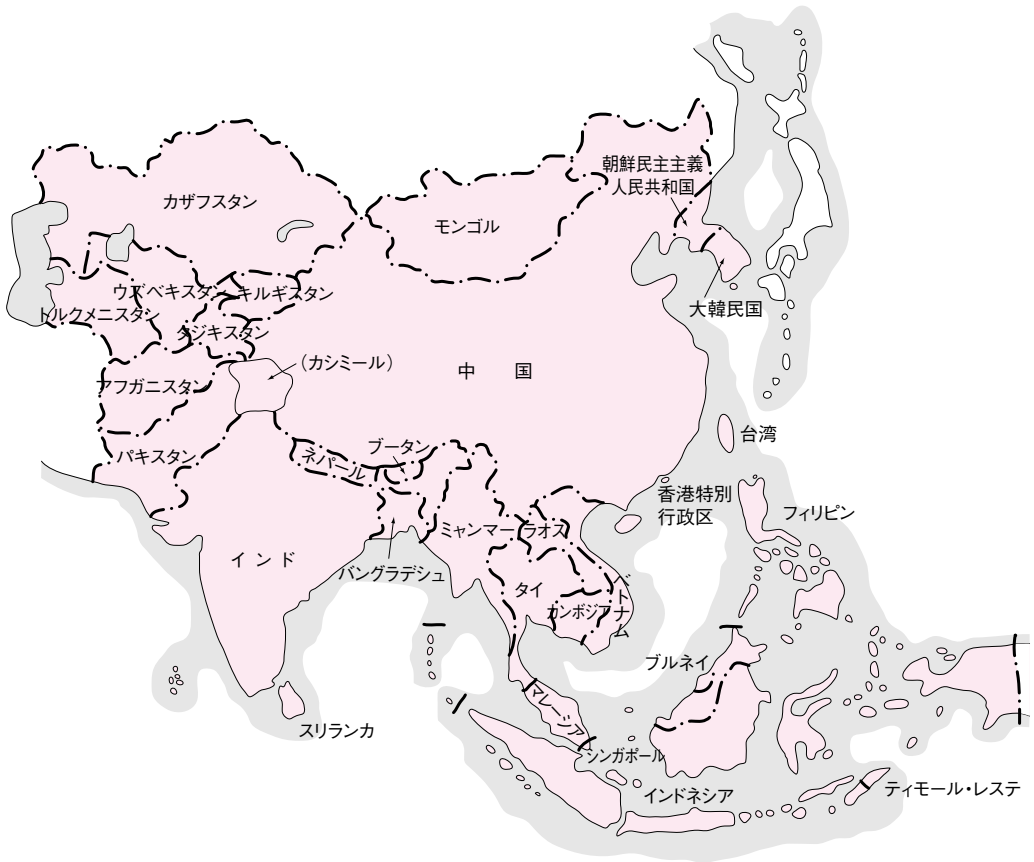 朝鮮民主主義
人民共和国
カザフスタン
モンゴル
ウズベキスタン
キルギスタン
トルクメニスタン
大韓民国
タジキスタン
(カシミール)
中 国
アフガニスタン
台湾
ブータン
パキスタン
ネパール
香港特別
行政区
フィリピン
ミャンマー
ラオス
インド
バングラデシュ
タイ
カンボジア
ベトナム
ブルネイ
マレーシア
スリランカ
シンガポール
インドネシア
ティモール・レステ